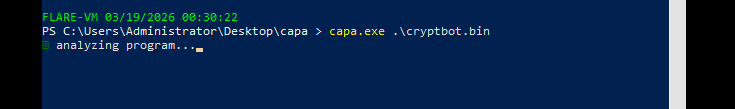 FLARE-VM 03/19/2026 00:30:22
PS C:\Users\Administrator\Desktop\capa > capa.exe .\cryptbot.bin
analyzing program...